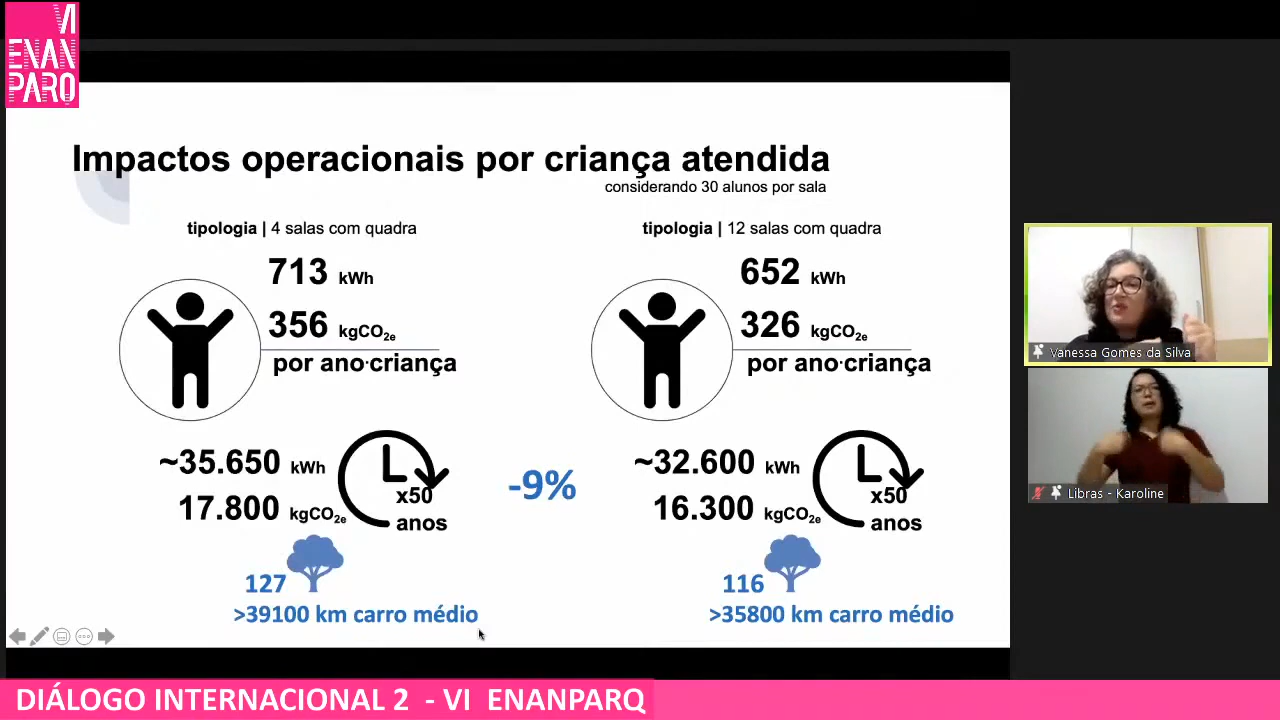 VI
ENAN
PARQ
Impactos operacionais por criança atendida
considerando 30 alunos por sala
tipologia | 4 salas com quadra
713 kWh
356 kgCO2e
por ano·criança
~35.650 kWh
17.800 kgCO2e
x50
anos
127
>39100 km carro médio
-9%
tipologia | 12 salas com quadra
652 kWh
326 kgCO2e
por ano·criança
~32.600 kWh
16.300 kgCO2e
x50
anos
116
>35800 km carro médio
Vanessa Gomes da Silva
Libras - Karoline
DIÁLOGO INTERNACIONAL 2 - VI ENANPARQ